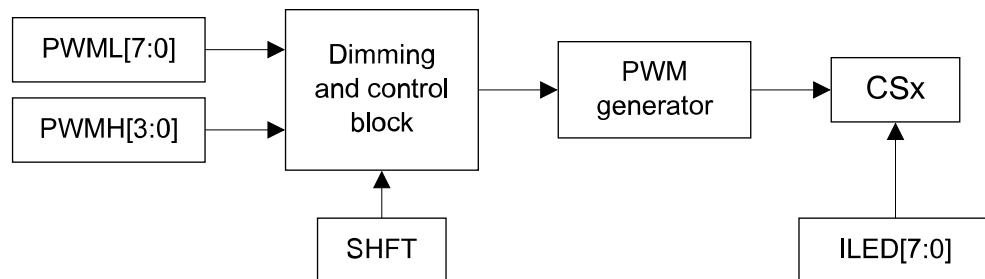 PWML[7:0]
PWMH[3:0]
Dimming
and control
block
PWM
generator
CSx
SHFT
ILED[7:0]